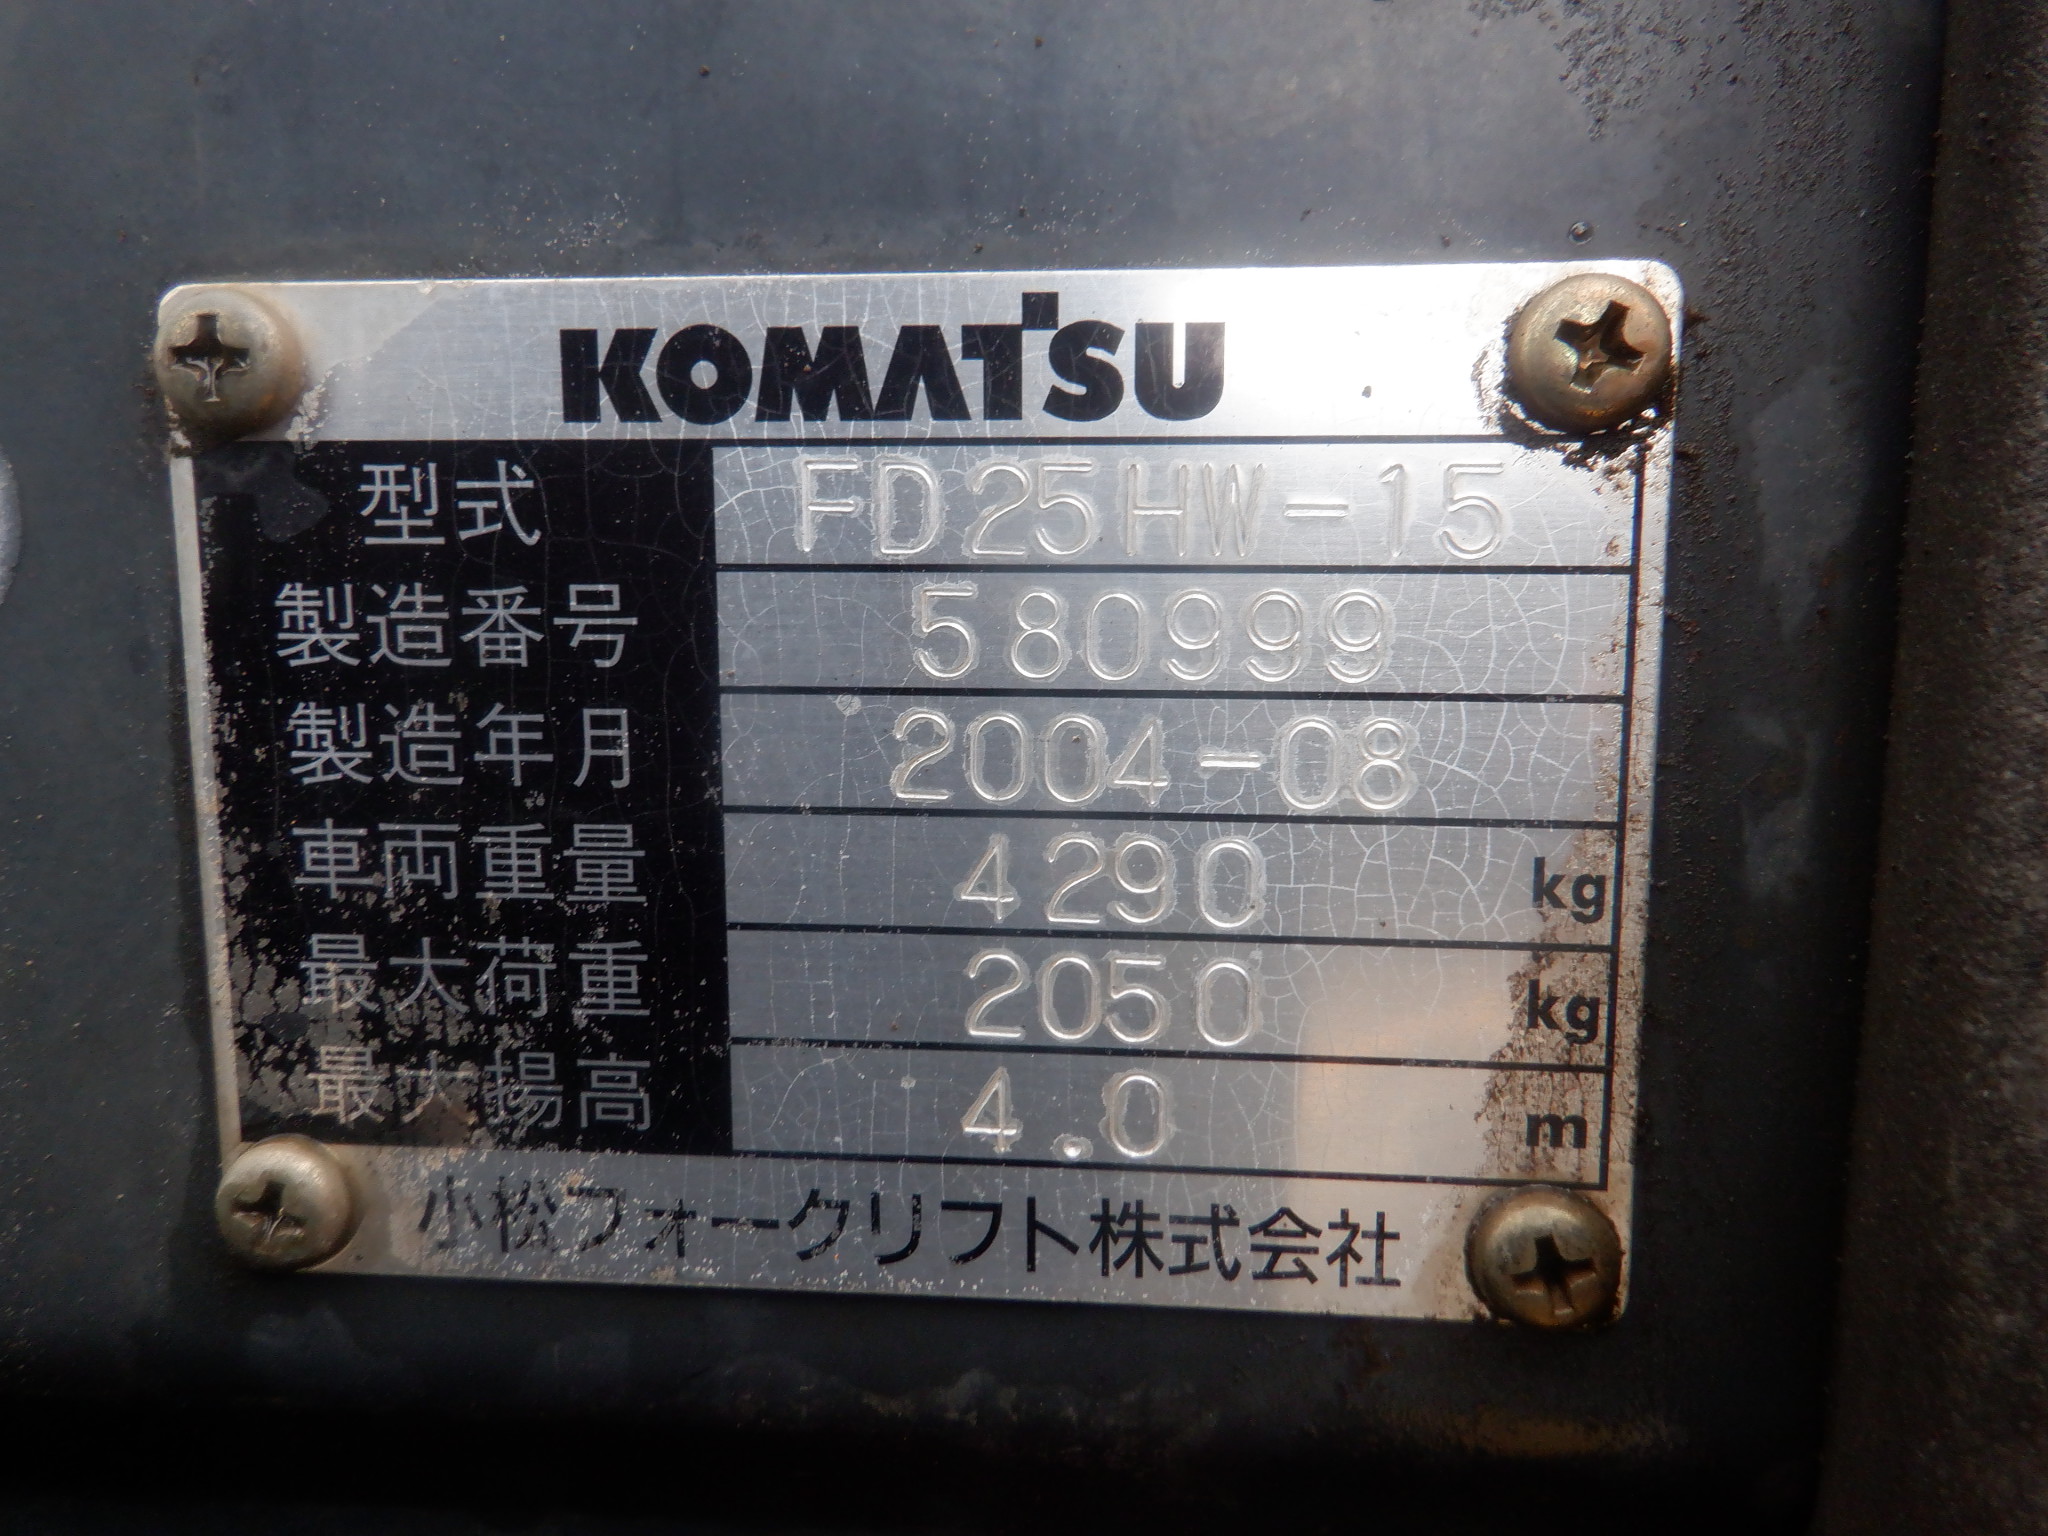 KOMATSU
型式 FD25HW-15
製造番号 580999
製造年月 2004-08
車両重量 4290 kg
最大荷重 2050 kg
最大揚高 4.0 m
小松フォークリフト株式会社